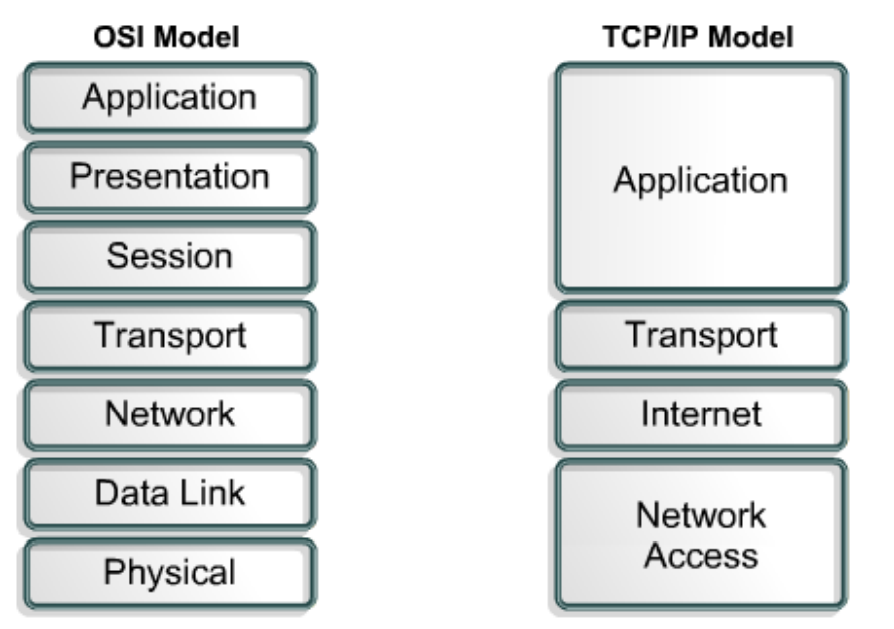 OSI Model
Application
Presentation
Session
Transport
Network
Data Link
Physical
TCP/IP Model
Application
Transport
Internet
Network
Access